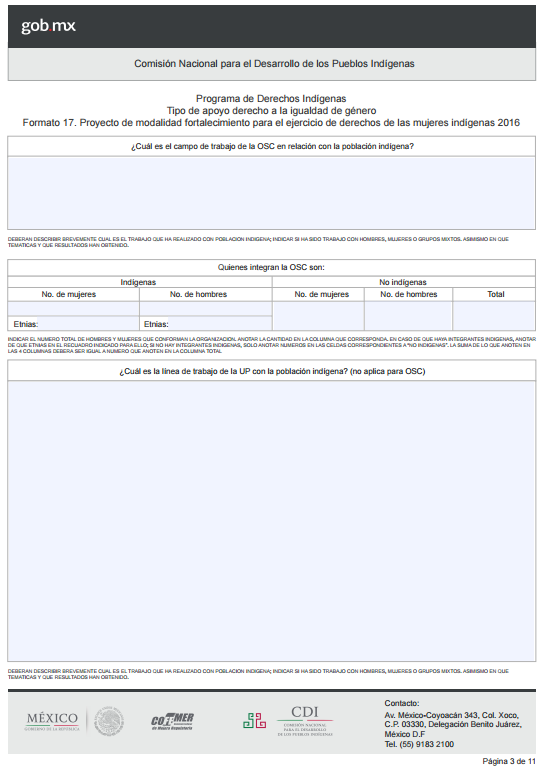 gob.mx
Comisión Nacional para el Desarrollo de los Pueblos Indígenas
Programa de Derechos Indígenas
Tipo de apoyo derecho a la igualdad de género
Formato 17. Proyecto de modalidad fortalecimiento para el ejercicio de derechos de las mujeres indígenas 2016
¿Cuál es el campo de trabajo de la OSC en relación con la población indígena?
DEBERAN DESCRIBIR BREVEMENTE CUAL ES EL TRABAJO QUE HA REALIZADO CON POBLACION INDIGENA; INDICAR SI HA SIDO TRABAJO CON HOMBRES, MUJERES O GRUPOS MIXTOS. ASIMISMO EN QUE
TEMATICAS Y QUE RESULTADOS HAN OBTENIDO.
Quienes integran la OSC son:
Indígenas No indígenas
No. de mujeres No. de hombres No. de mujeres No. de hombres Total
Etnias: Etnias:
INDICAR EL NUMERO TOTAL DE HOMBRES Y MUJERES QUE CONFORMAN LA ORGANIZACIÓN. ANOTAR LA CANTIDAD EN LA COLUMNA QUE CORRESPONDA. EN CASO DE QUE HAYA INTEGRANTES INDIGENAS, ANOTAR
DE QUE ETNIAS EN EL RECUADRO INDICADO PARA ELLO; SI NO HAY INTEGRANTES INDIGENAS, SOLO ANOTAR NUMEROS EN LAS CELDAS CORRESPONDIENTES A "NO INDIGENAS". LA SUMA DE LO QUE ANOTEN EN
LAS 4 COLUMNAS DEBERA SER IGUAL A NUMERO QUE ANOTEN EN LA COLUMNA TOTAL
¿Cuál es la línea de trabajo de la UP con la población indígena? (no aplica para OSC)
DEBERAN DESCRIBIR BREVEMENTE CUAL ES EL TRABAJO QUE HA REALIZADO CON POBLACION INDIGENA; INDICAR SI HA SIDO TRABAJO CON HOMBRES, MUJERES O GRUPOS MIXTOS. ASIMISMO EN QUE
TEMATICAS Y QUE RESULTADOS HAN OBTENIDO.
MÉXICO
GOBIERNO DE LA REPÚBLICA
COFEMER
de Mejora Regulatoria
CDI
COMISIÓN NACIONAL
PARA EL DESARROLLO
DE LOS PUEBLOS INDÍGENAS
Contacto:
Av. México-Coyoacán 343, Col. Xoco,
C.P. 03330, Delegación Benito Juárez,
México D.F
Tel. (55) 9183 2100
Página 3 de 11